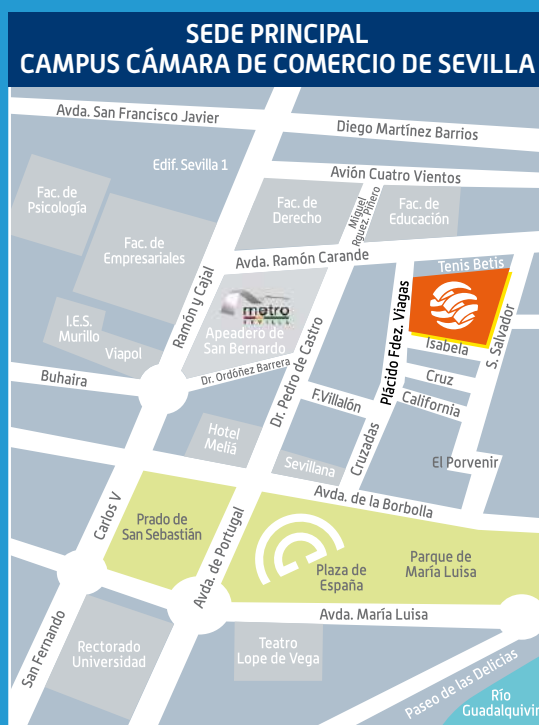 SEDE PRINCIPAL
CAMPUS CÁMARA DE COMERCIO DE SEVILLA
Avda. San Francisco Javier
Diego Martínez Barrios
Edif. Sevilla 1
Avión Cuatro Vientos
Fac. de
Psicología
Fac. de
Derecho
Miguel
Rguez. Piñero
Fac. de
Educación
Fac. de
Empresariales
Avda. Ramón Carande
Tenis Betis
Ramón y Cajal
metro
SEVILLA
Apeadero de
San Bernardo
Plácido Fdez. Viagas
S. Salvador
I.E.S.
Murillo
Viapol
Isabela
Dr. Pedro de Castro
Dr. Ordóñez Barrera
Buhaira
Cruz
F.Villalón
California
Hotel
Meliá
Cruzadas
Sevillana
El Porvenir
Avda. de la Borbolla
Carlos V
Prado de
San Sebastián
Avda. de Portugal
Plaza de
España
Parque de
María Luisa
Avda. María Luisa
San Fernando
Rectorado
Universidad
Teatro
Lope de Vega
Paseo de las Delicias
Río
Guadalquivir